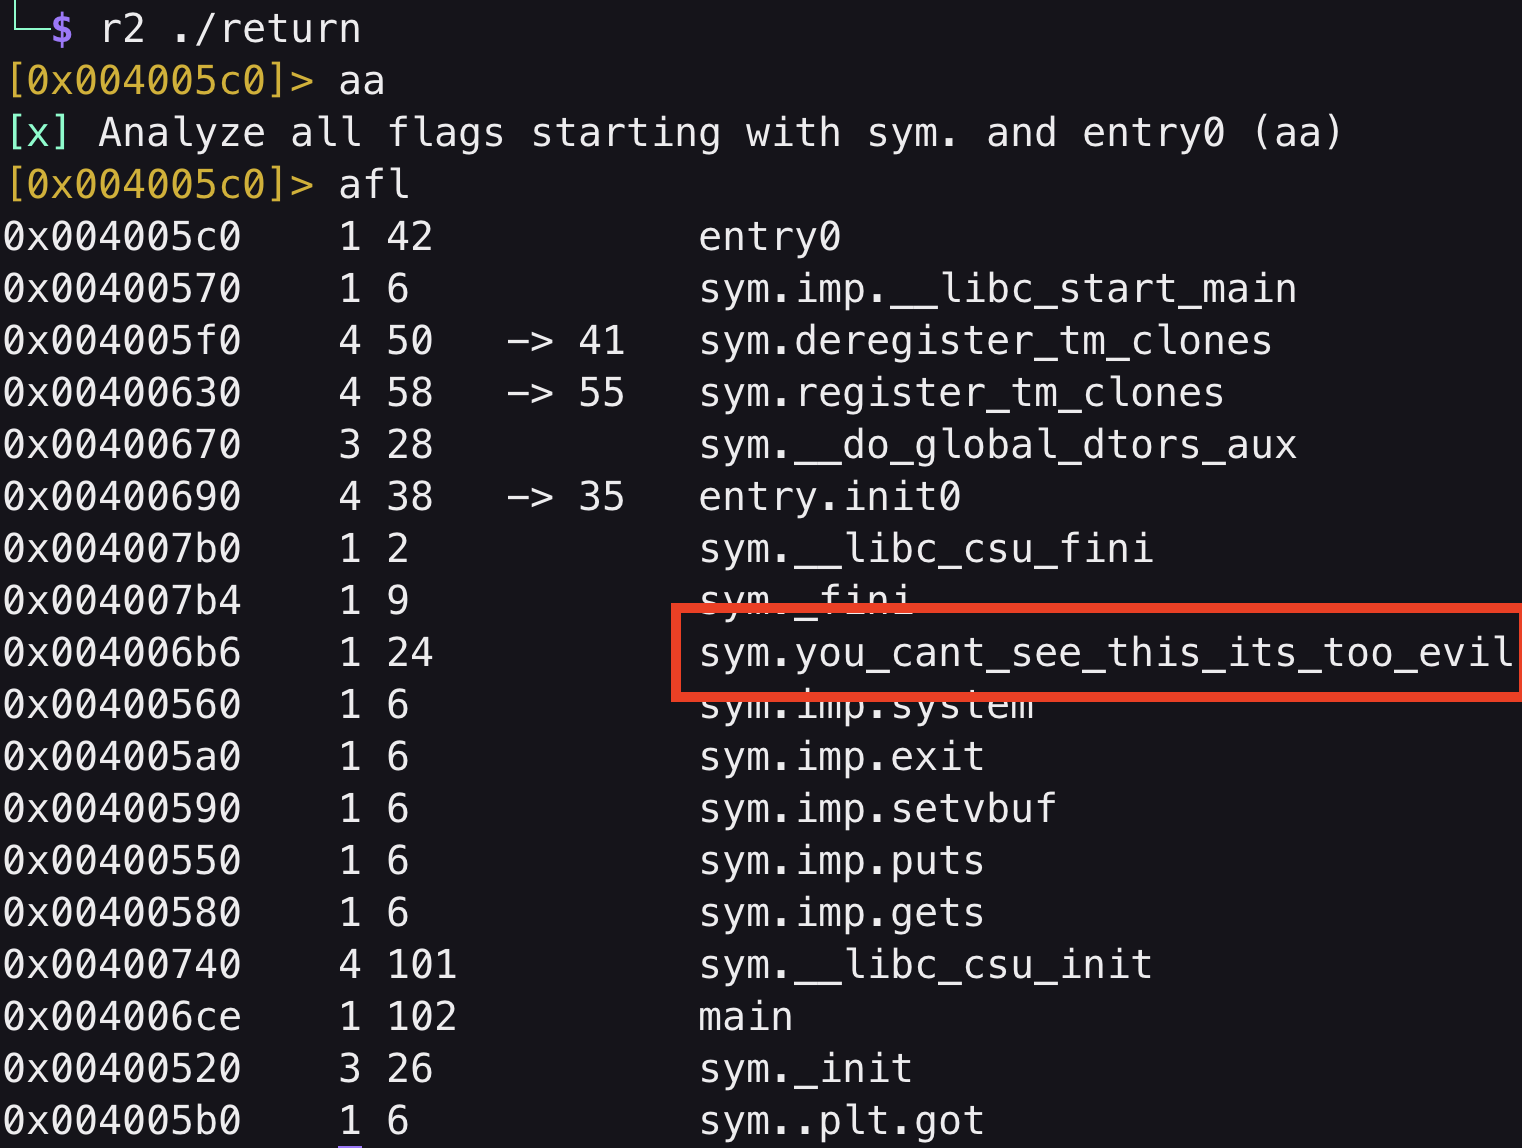 └─$ r2 ./return
[0x004005c0]> aa
[x] Analyze all flags starting with sym. and entry0 (aa)
[0x004005c0]> afl
0x004005c0    1 42           entry0
0x00400570    1 6            sym.imp.__libc_start_main
0x004005f0    4 50   -> 41   sym.deregister_tm_clones
0x00400630    4 58   -> 55   sym.register_tm_clones
0x00400670    3 28           sym.__do_global_dtors_aux
0x00400690    4 38   -> 35   entry.init0
0x004007b0    1 2            sym.__libc_csu_fini
0x004007b4    1 9            sym._fini
0x004006b6    1 24           sym.you_cant_see_this_its_too_evil
0x00400560    1 6            sym.imp.system
0x004005a0    1 6            sym.imp.exit
0x00400590    1 6            sym.imp.setvbuf
0x00400550    1 6            sym.imp.puts
0x00400580    1 6            sym.imp.gets
0x00400740    4 101          sym.__libc_csu_init
0x004006ce    1 102          main
0x00400520    3 26           sym._init
0x004005b0    1 6            sym..plt.got